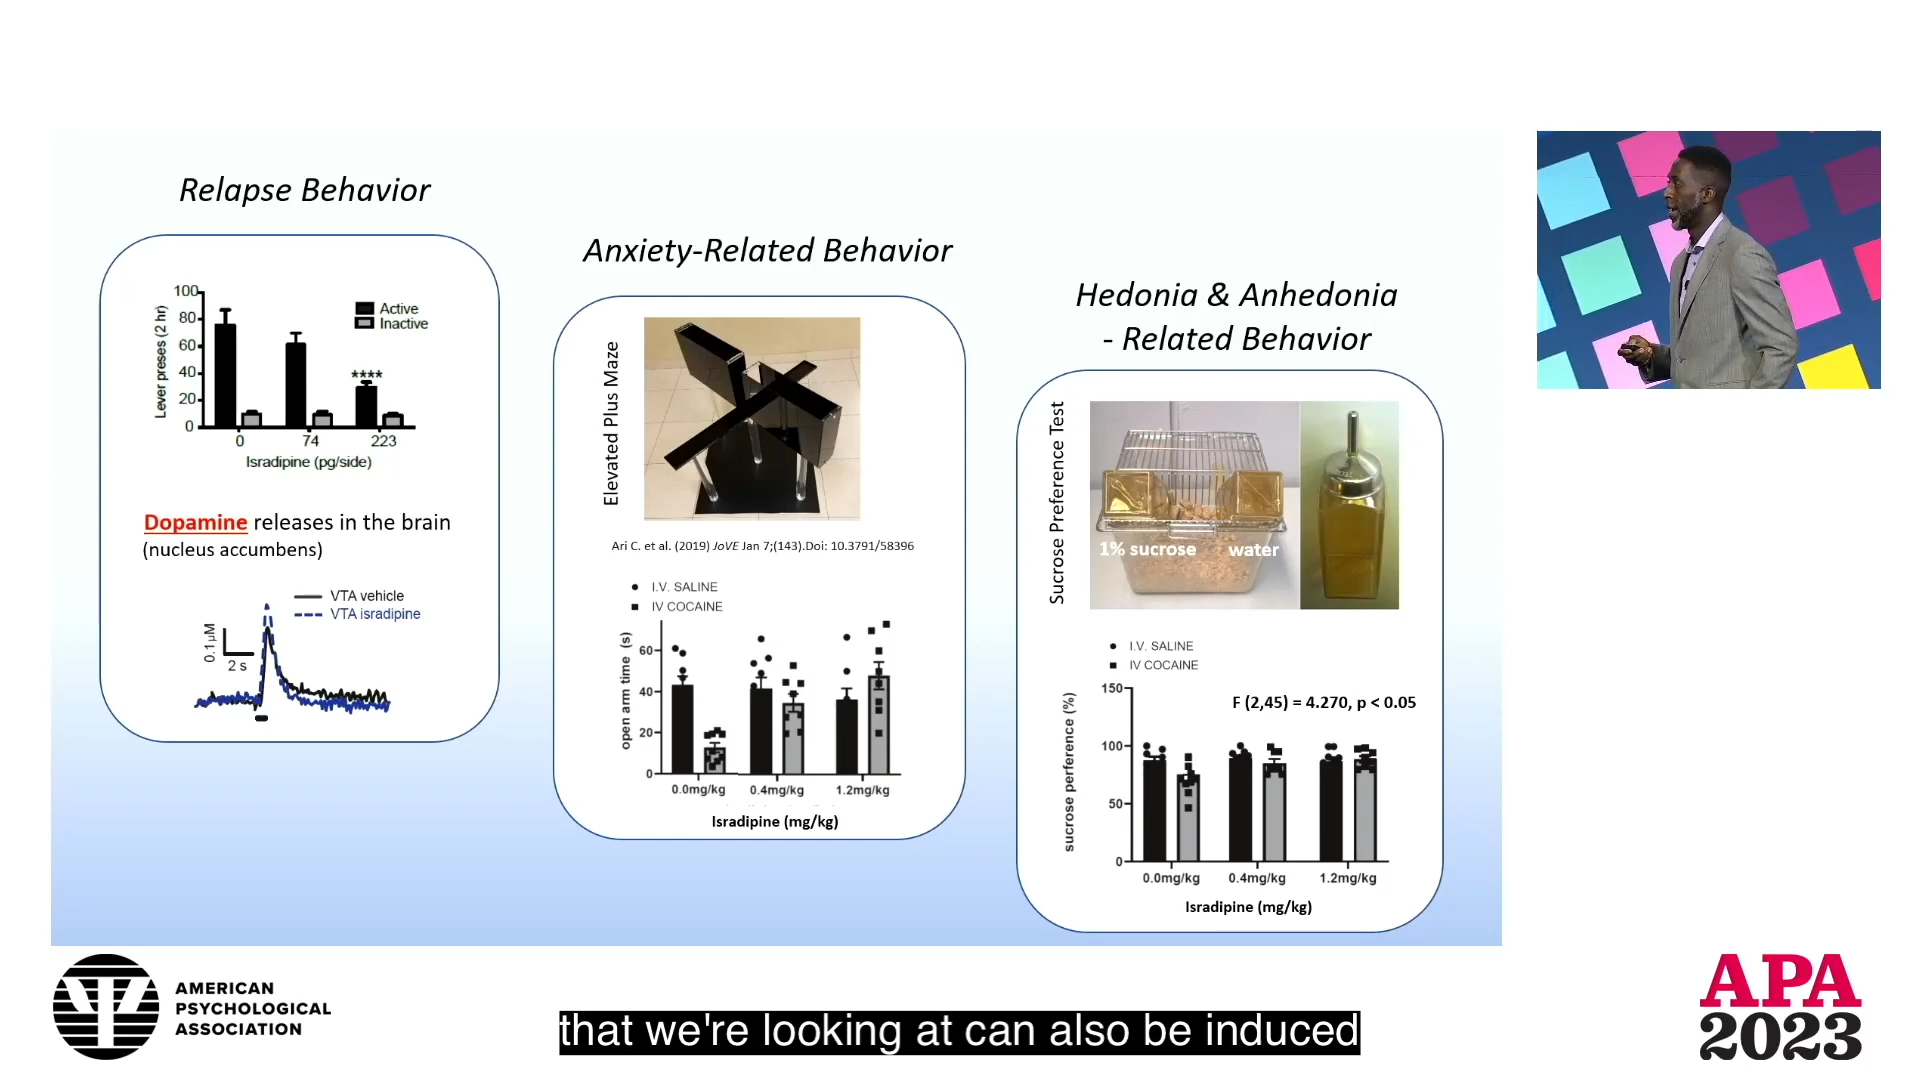 Relapse Behavior
100
80
60
40
20
0
Lever preses (2 hr)
Active
Inactive
****
0 74 223
Isradipine (pg/side)
Dopamine releases in the brain
(nucleus accumbens)
VTA vehicle
VTA isradipine
0.1µM
2 s
Anxiety-Related Behavior
Elevated Plus Maze
Ari C. et al. (2019) JoVE Jan 7;(143).Doi: 10.3791/58396
I.V. SALINE
IV COCAINE
open arm time (s)
60
40
20
0
0.0mg/kg 0.4mg/kg 1.2mg/kg
Isradipine (mg/kg)
Hedonia & Anhedonia
- Related Behavior
Sucrose Preference Test
1% sucrose water
I.V. SALINE
IV COCAINE
F (2,45) = 4.270, p < 0.05
sucrose perference (%)
150
100
50
0
0.0mg/kg 0.4mg/kg 1.2mg/kg
Isradipine (mg/kg)
AMERICAN
PSYCHOLOGICAL
ASSOCIATION
that we're looking at can also be induced
APA
2023